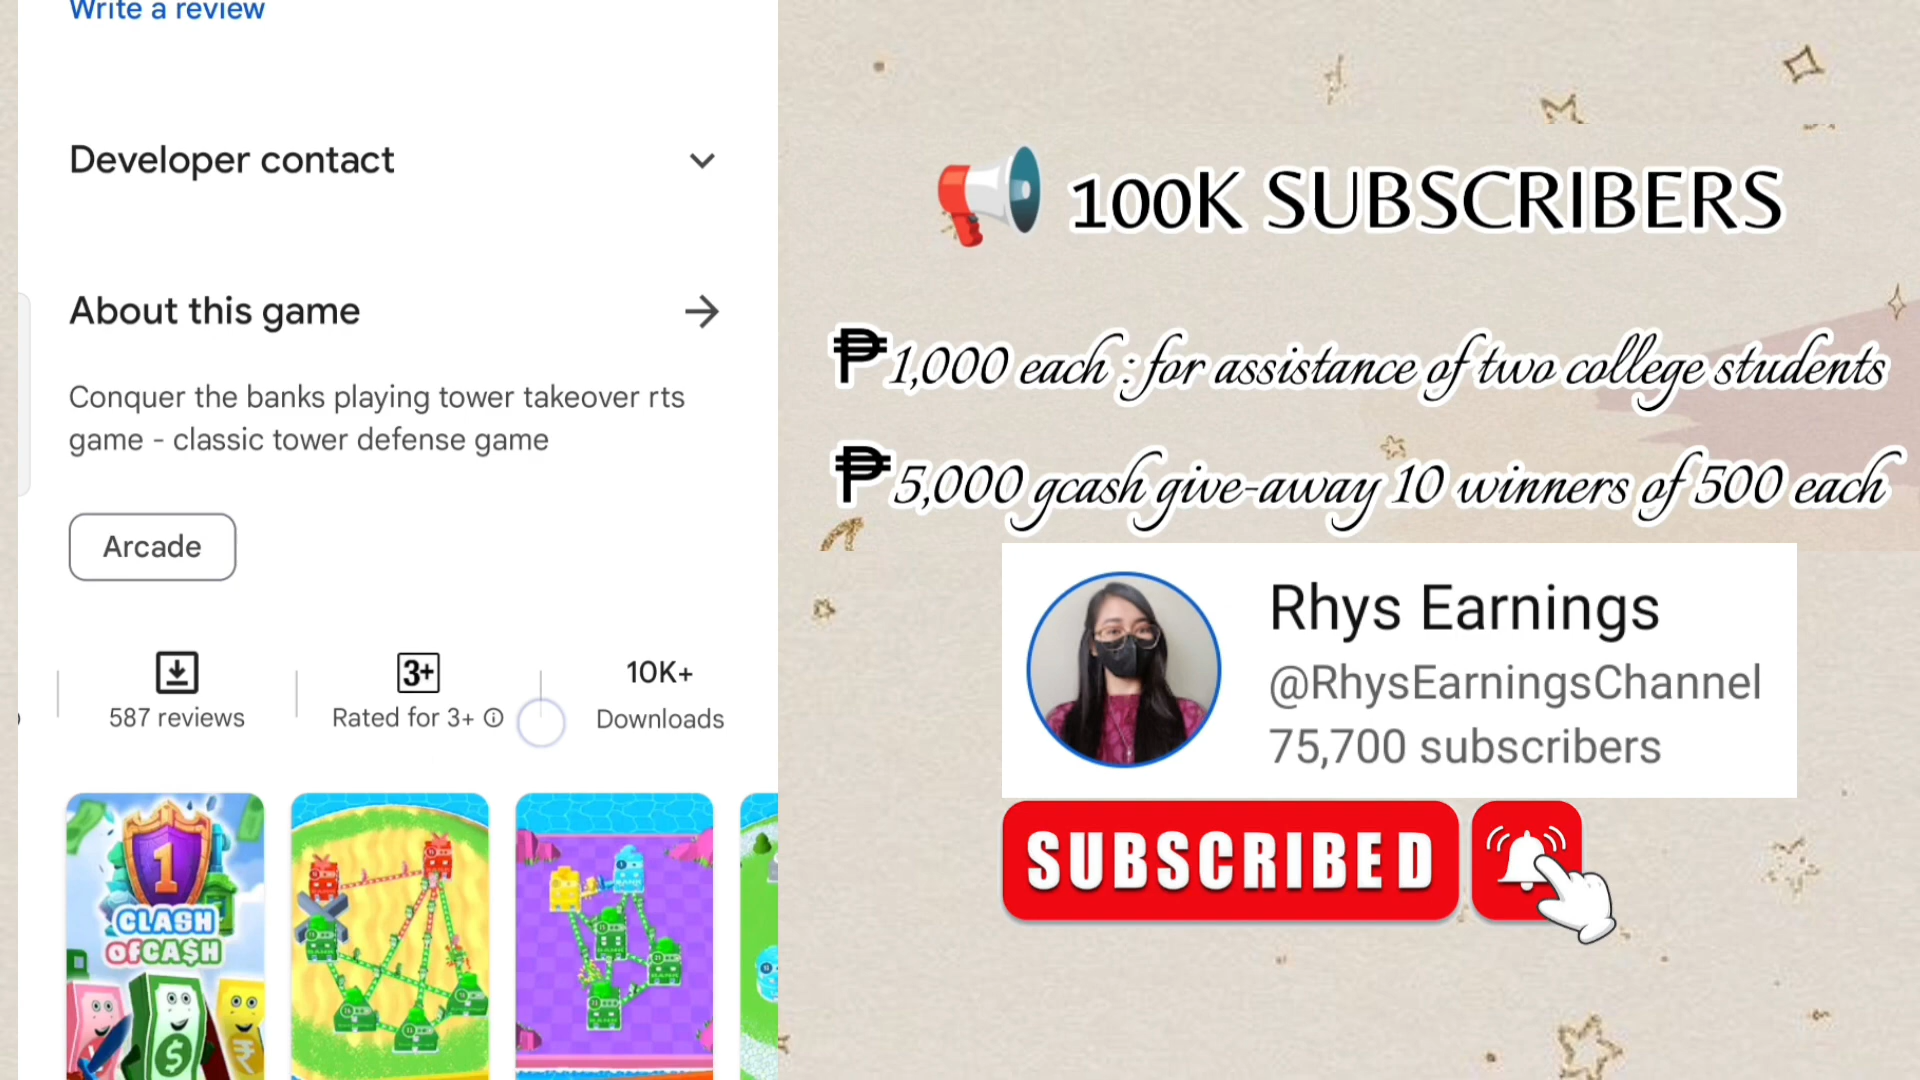 Write a review
Developer contact
About this game
Conquer the banks playing tower takeover rts
game - classic tower defense game
Arcade
3+
10K+
587 reviews
Rated for 3+
Downloads
1
CLASH
OF CA$H
📢 100K SUBSCRIBERS
₱1,000 each : for assistance of two college students
₱5,000 gcash give-away 10 winners of 500 each
Rhys Earnings
@RhysEarningsChannel
75,700 subscribers
SUBSCRIBED